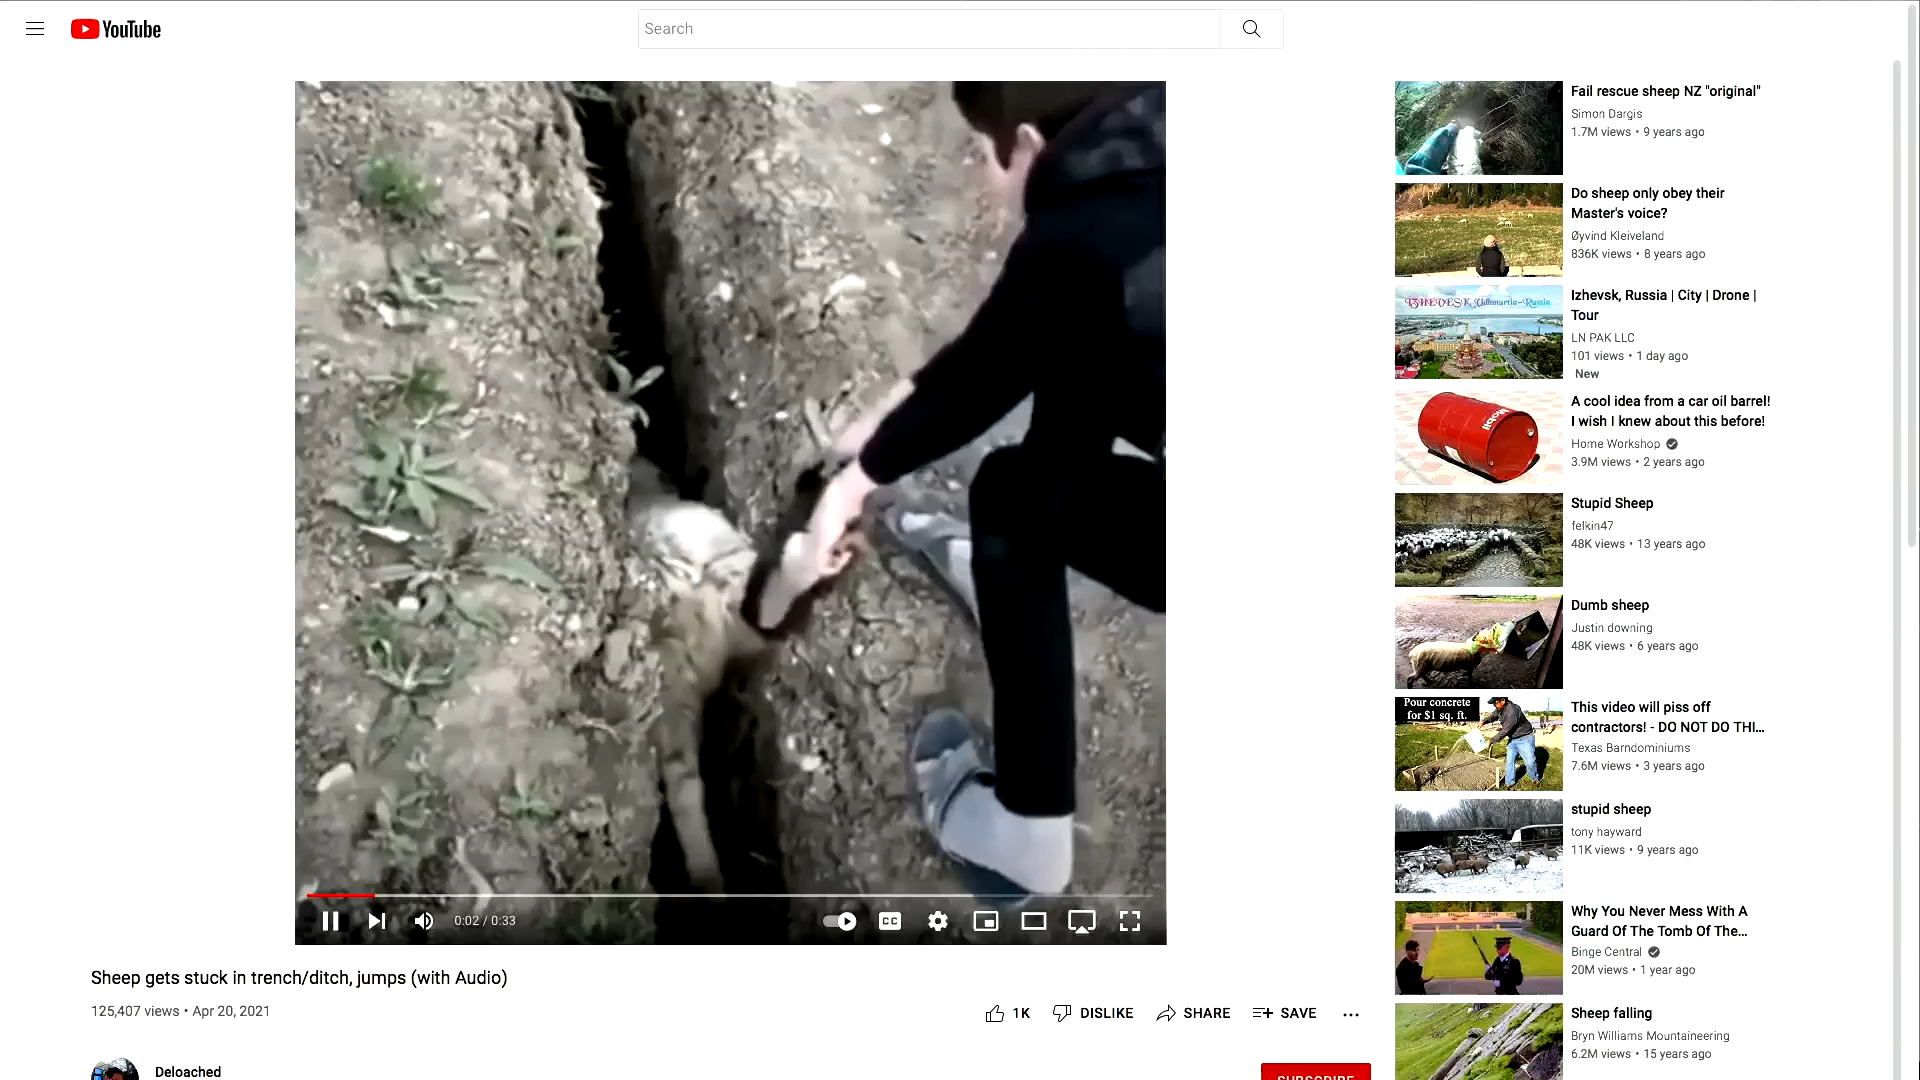 YouTube
Search
0:02 / 0:33
CC
Sheep gets stuck in trench/ditch, jumps (with Audio)
125,407 views • Apr 20, 2021
1K
DISLIKE
SHARE
SAVE
Deloached
SUBSCRIBE
Fail rescue sheep NZ "original"
Simon Dargis
1.7M views • 9 years ago
Do sheep only obey their
Master's voice?
Øyvind Kleiveland
836K views • 8 years ago
IZHEVESK, Udhmurtia-Russia
Izhevsk, Russia | City | Drone |
Tour
LN PAK LLC
101 views • 1 day ago
New
Mobil
A cool idea from a car oil barrel!
I wish I knew about this before!
Home Workshop
3.9M views • 2 years ago
Stupid Sheep
felkin47
48K views • 13 years ago
Dumb sheep
Justin downing
48K views • 6 years ago
Pour concrete
for $1 sq. ft.
This video will piss off
contractors! - DO NOT DO THI...
Texas Barndominiums
7.6M views • 3 years ago
stupid sheep
tony hayward
11K views • 9 years ago
Why You Never Mess With A
Guard Of The Tomb Of The...
Binge Central
20M views • 1 year ago
Sheep falling
Bryn Williams Mountaineering
6.2M views • 15 years ago